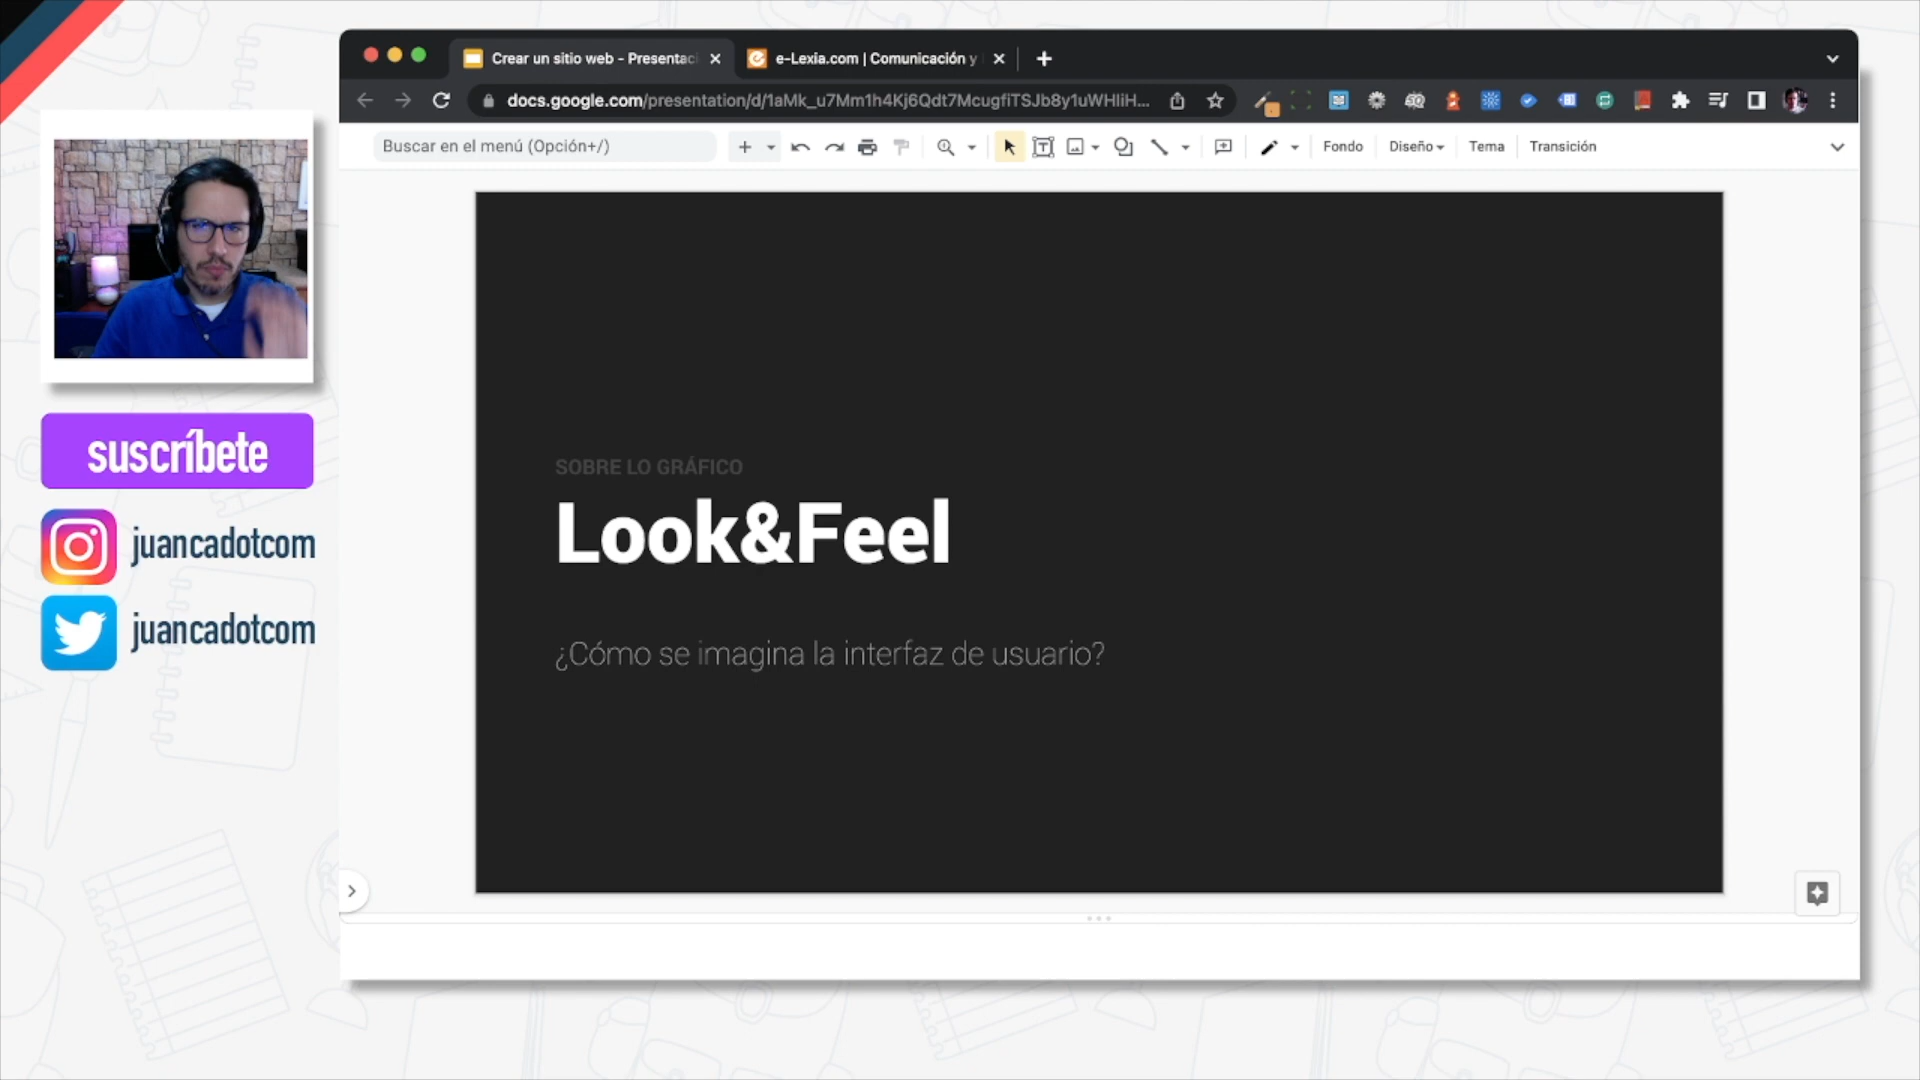 Crear un sitio web - Presentaci
e-Lexia.com | Comunicación y
docs.google.com/presentation/d/1aMk_u7Mm1h4Kj6Qdt7McugfiTSJb8y1uWHIiH...
Buscar en el menú (Opción+/)
Fondo
Diseño
Tema
Transición
suscríbete
juancadotcom
juancadotcom
SOBRE LO GRÁFICO
Look&Feel
¿Cómo se imagina la interfaz de usuario?